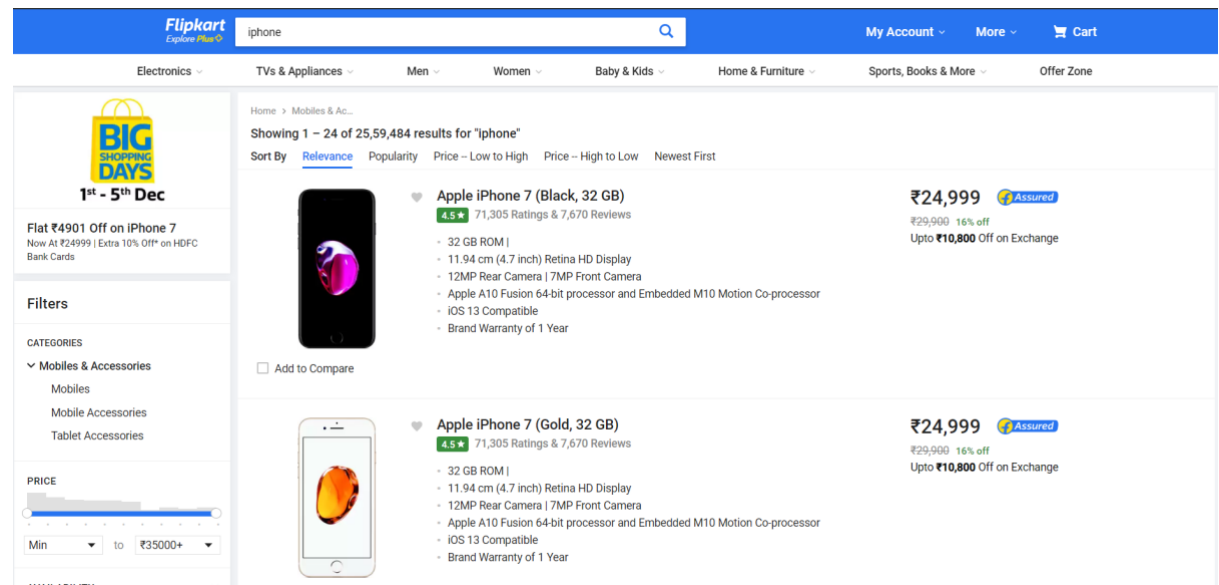 Flipkart
Explore Plus
iphone
My Account
More
Cart
Electronics
TVs & Appliances
Men
Women
Baby & Kids
Home & Furniture
Sports, Books & More
Offer Zone
BIG
SHOPPING
DAYS
1st - 5th Dec
Flat ₹4901 Off on iPhone 7
Now At ₹24999 | Extra 10% Off* on HDFC
Bank Cards
Filters
CATEGORIES
Mobiles & Accessories
Mobiles
Mobile Accessories
Tablet Accessories
PRICE
Min to ₹35000+
Home > Mobiles & Ac...
Showing 1 – 24 of 25,59,484 results for "iphone"
Sort By Relevance Popularity Price -- Low to High Price -- High to Low Newest First
Apple iPhone 7 (Black, 32 GB)
4.5★ 71,305 Ratings & 7,670 Reviews
32 GB ROM |
11.94 cm (4.7 inch) Retina HD Display
12MP Rear Camera | 7MP Front Camera
Apple A10 Fusion 64-bit processor and Embedded M10 Motion Co-processor
iOS 13 Compatible
Brand Warranty of 1 Year
₹24,999 Assured
₹29,900 16% off
Upto ₹10,800 Off on Exchange
Add to Compare
Apple iPhone 7 (Gold, 32 GB)
4.5★ 71,305 Ratings & 7,670 Reviews
32 GB ROM |
11.94 cm (4.7 inch) Retina HD Display
12MP Rear Camera | 7MP Front Camera
Apple A10 Fusion 64-bit processor and Embedded M10 Motion Co-processor
iOS 13 Compatible
Brand Warranty of 1 Year
₹24,999 Assured
₹29,900 16% off
Upto ₹10,800 Off on Exchange